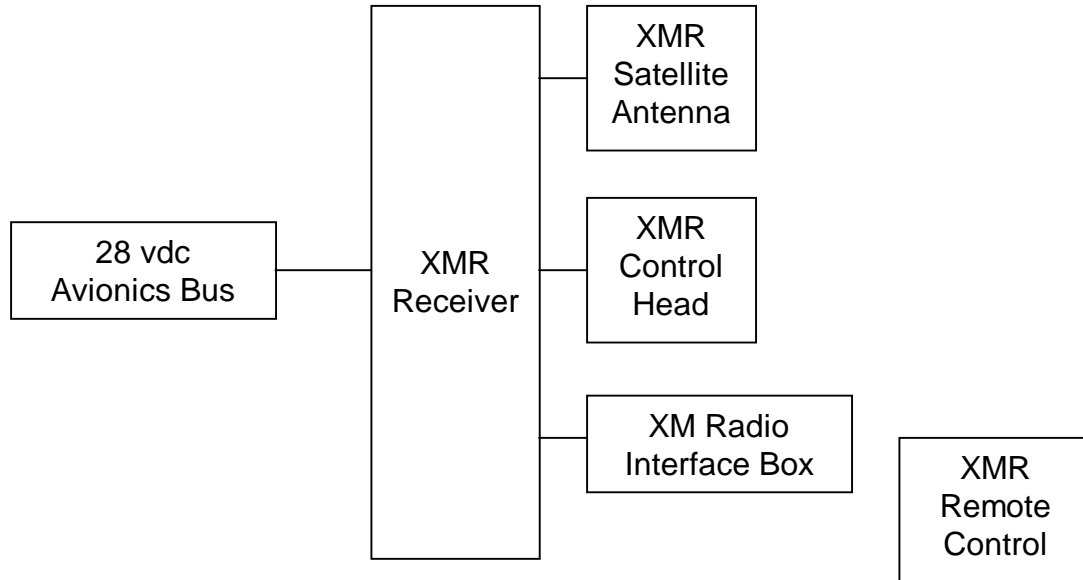 XMR
Satellite
Antenna
28 vdc
Avionics Bus
XMR
Receiver
XMR
Control
Head
XM Radio
Interface Box
XMR
Remote
Control